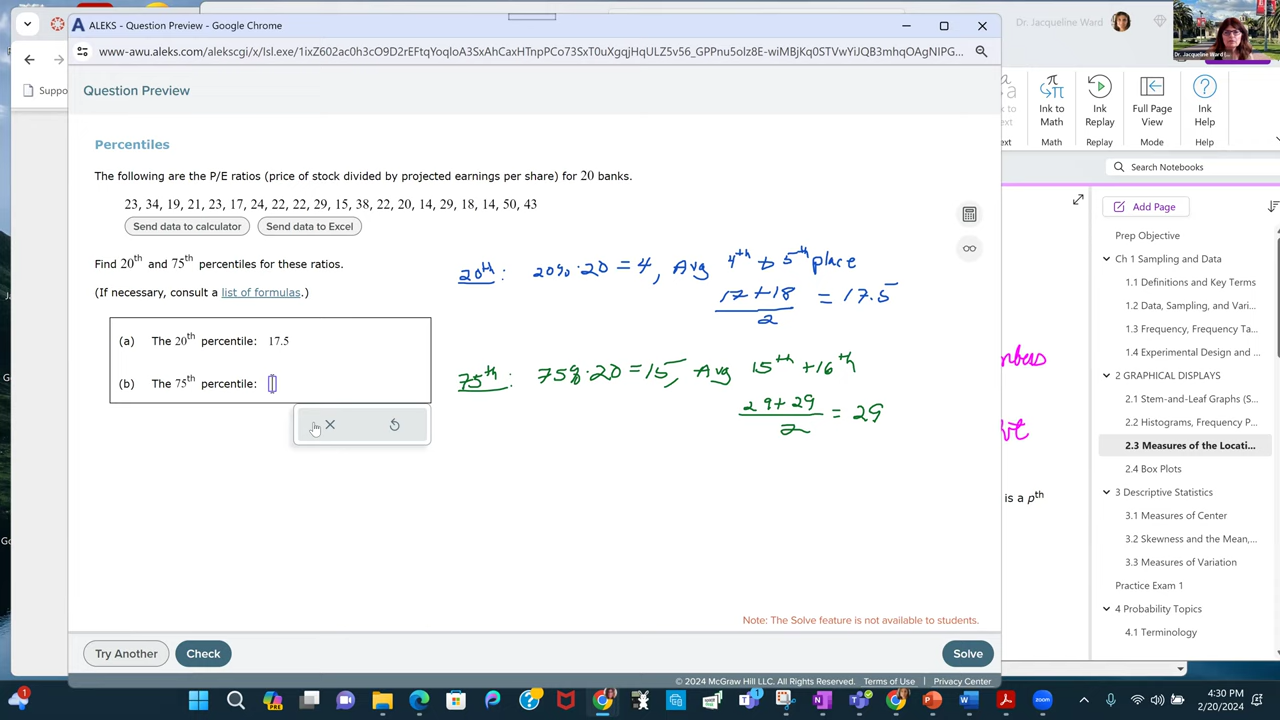 ALEKS - Question Preview - Google Chrome
Dr. Jacqueline Ward
www-awu.aleks.com/alekscgi/x/Isl.exe/
Question Preview
Percentiles
The following are the P/E ratios (price of stock divided by projected earnings per share) for 20 banks.
23, 34, 19, 21, 23, 17, 24, 22, 22, 29, 15, 38, 22, 20, 14, 29, 18, 14, 50, 43
Send data to calculator
Send data to Excel
Find 20th and 75th percentiles for these ratios.
(If necessary, consult a list of formulas.)
(a) The 20th percentile: 17.5
(b) The 75th percentile:
20th: 20% · 20 = 4, Avg 4th + 5th place
17 + 18
2
= 17.5
75th: 75% · 20 = 15, Avg 15th + 16th
29 + 29
2
= 29
Note: The Solve feature is not available to students.
Try Another
Check
Solve
© 2024 McGraw Hill LLC. All Rights Reserved. Terms of Use Privacy Center
Suppo
Ink to Math
Ink Replay
Full Page View
Ink Help
Math
Replay
Mode
Help
Search Notebooks
Add Page
Prep Objective
Ch 1 Sampling and Data
1.1 Definitions and Key Terms
1.2 Data, Sampling, and Vari...
1.3 Frequency, Frequency Ta...
1.4 Experimental Design and ...
2 GRAPHICAL DISPLAYS
2.1 Stem-and-Leaf Graphs (S...
2.2 Histograms, Frequency P...
2.3 Measures of the Locati...
2.4 Box Plots
3 Descriptive Statistics
3.1 Measures of Center
3.2 Skewness and the Mean,...
3.3 Measures of Variation
Practice Exam 1
4 Probability Topics
4.1 Terminology
is a pth
4:30 PM
2/20/2024